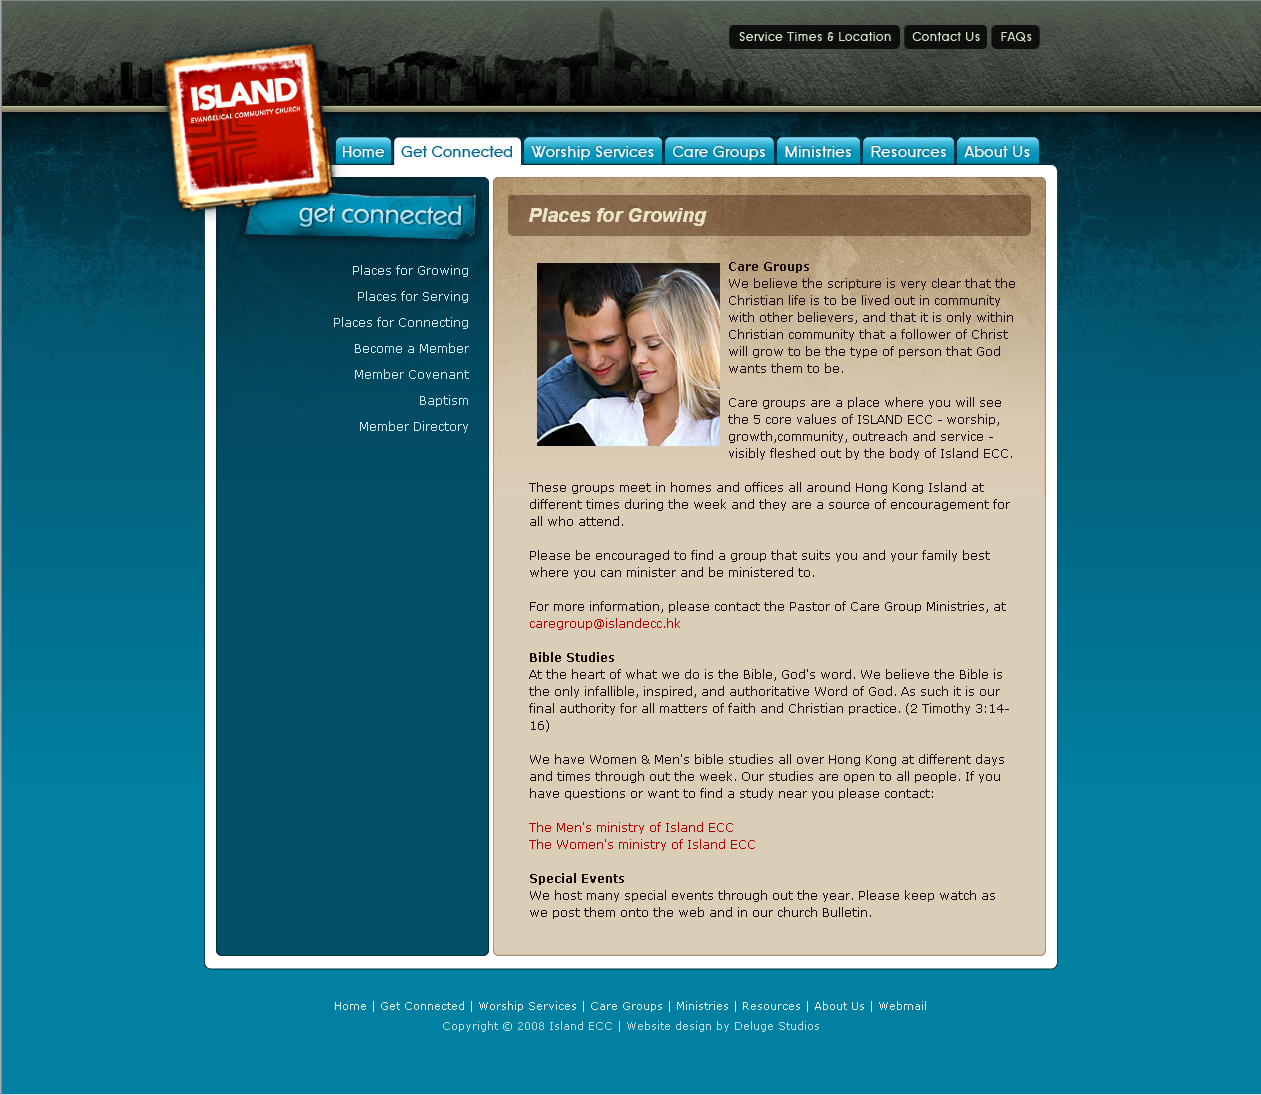 Service Times & Location
Contact Us
FAQs
ISLAND
EVANGELICAL COMMUNITY CHURCH
Home
Get Connected
Worship Services
Care Groups
Ministries
Resources
About Us
get connected
Places for Growing
Places for Serving
Places for Connecting
Become a Member
Member Covenant
Baptism
Member Directory
Places for Growing
Care Groups
We believe the scripture is very clear that the
Christian life is to be lived out in community
with other believers, and that it is only within
Christian community that a follower of Christ
will grow to be the type of person that God
wants them to be.
Care groups are a place where you will see
the 5 core values of ISLAND ECC - worship,
growth,community, outreach and service -
visibly fleshed out by the body of Island ECC.
These groups meet in homes and offices all around Hong Kong Island at
different times during the week and they are a source of encouragement for
all who attend.
Please be encouraged to find a group that suits you and your family best
where you can minister and be ministered to.
For more information, please contact the Pastor of Care Group Ministries, at
caregroup@islandecc.hk
Bible Studies
At the heart of what we do is the Bible, God's word. We believe the Bible is
the only infallible, inspired, and authoritative Word of God. As such it is our
final authority for all matters of faith and Christian practice. (2 Timothy 3:14-
16)
We have Women & Men's bible studies all over Hong Kong at different days
and times through out the week. Our studies are open to all people. If you
have questions or want to find a study near you please contact:
The Men's ministry of Island ECC
The Women's ministry of Island ECC
Special Events
We host many special events through out the year. Please keep watch as
we post them onto the web and in our church Bulletin.
Home | Get Connected | Worship Services | Care Groups | Ministries | Resources | About Us | Webmail
Copyright © 2008 Island ECC | Website design by Deluge Studios